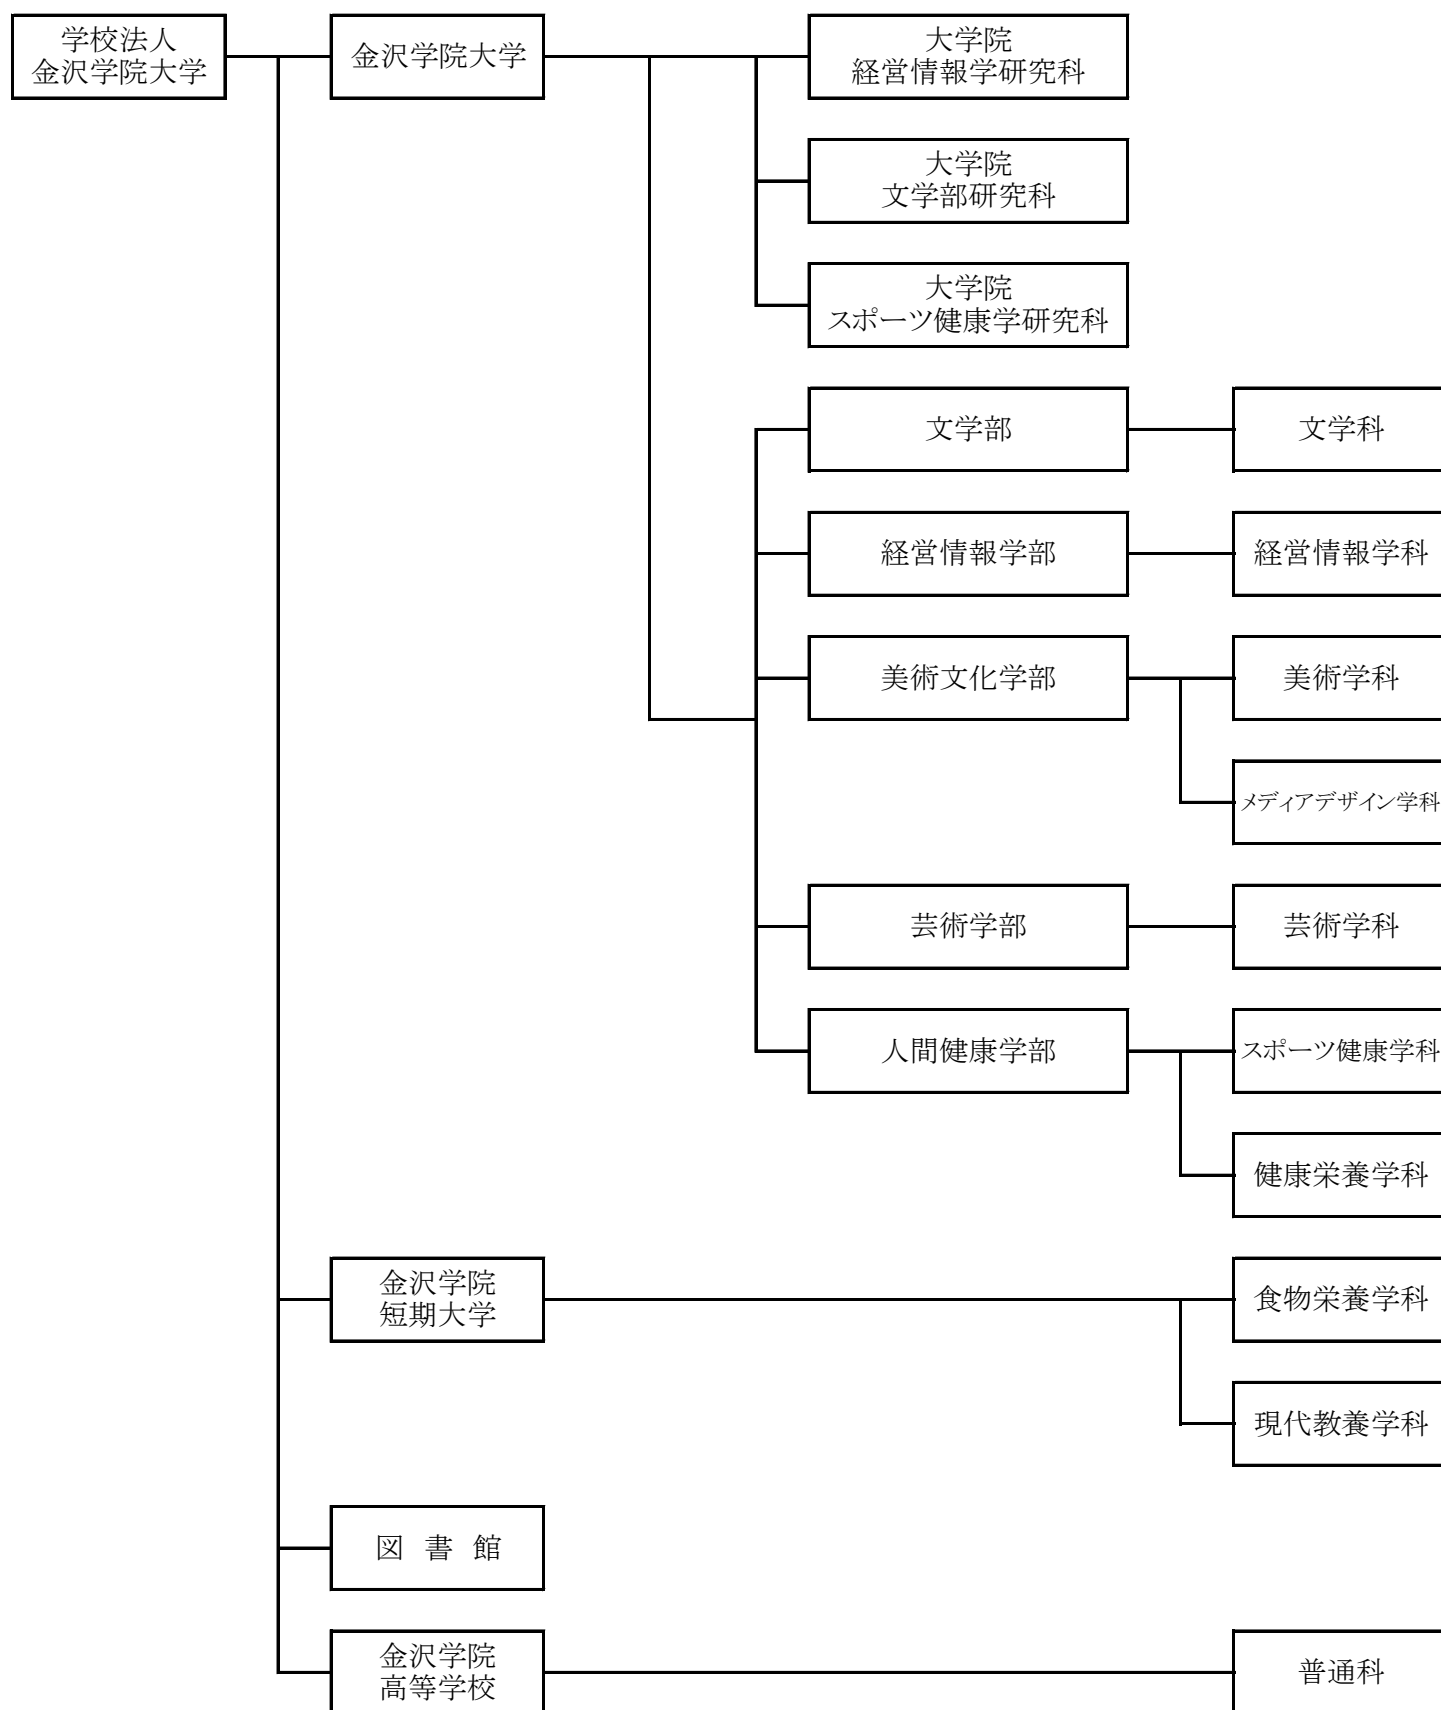 学校法人
金沢学院大学
金沢学院大学
大学院
経営情報学研究科
大学院
文学部研究科
大学院
スポーツ健康学研究科
文学部
文学科
経営情報学部
経営情報学科
美術文化学部
美術学科
メディアデザイン学科
芸術学部
芸術学科
人間健康学部
スポーツ健康学科
健康栄養学科
金沢学院
短期大学
食物栄養学科
現代教養学科
図 書 館
金沢学院
高等学校
普通科